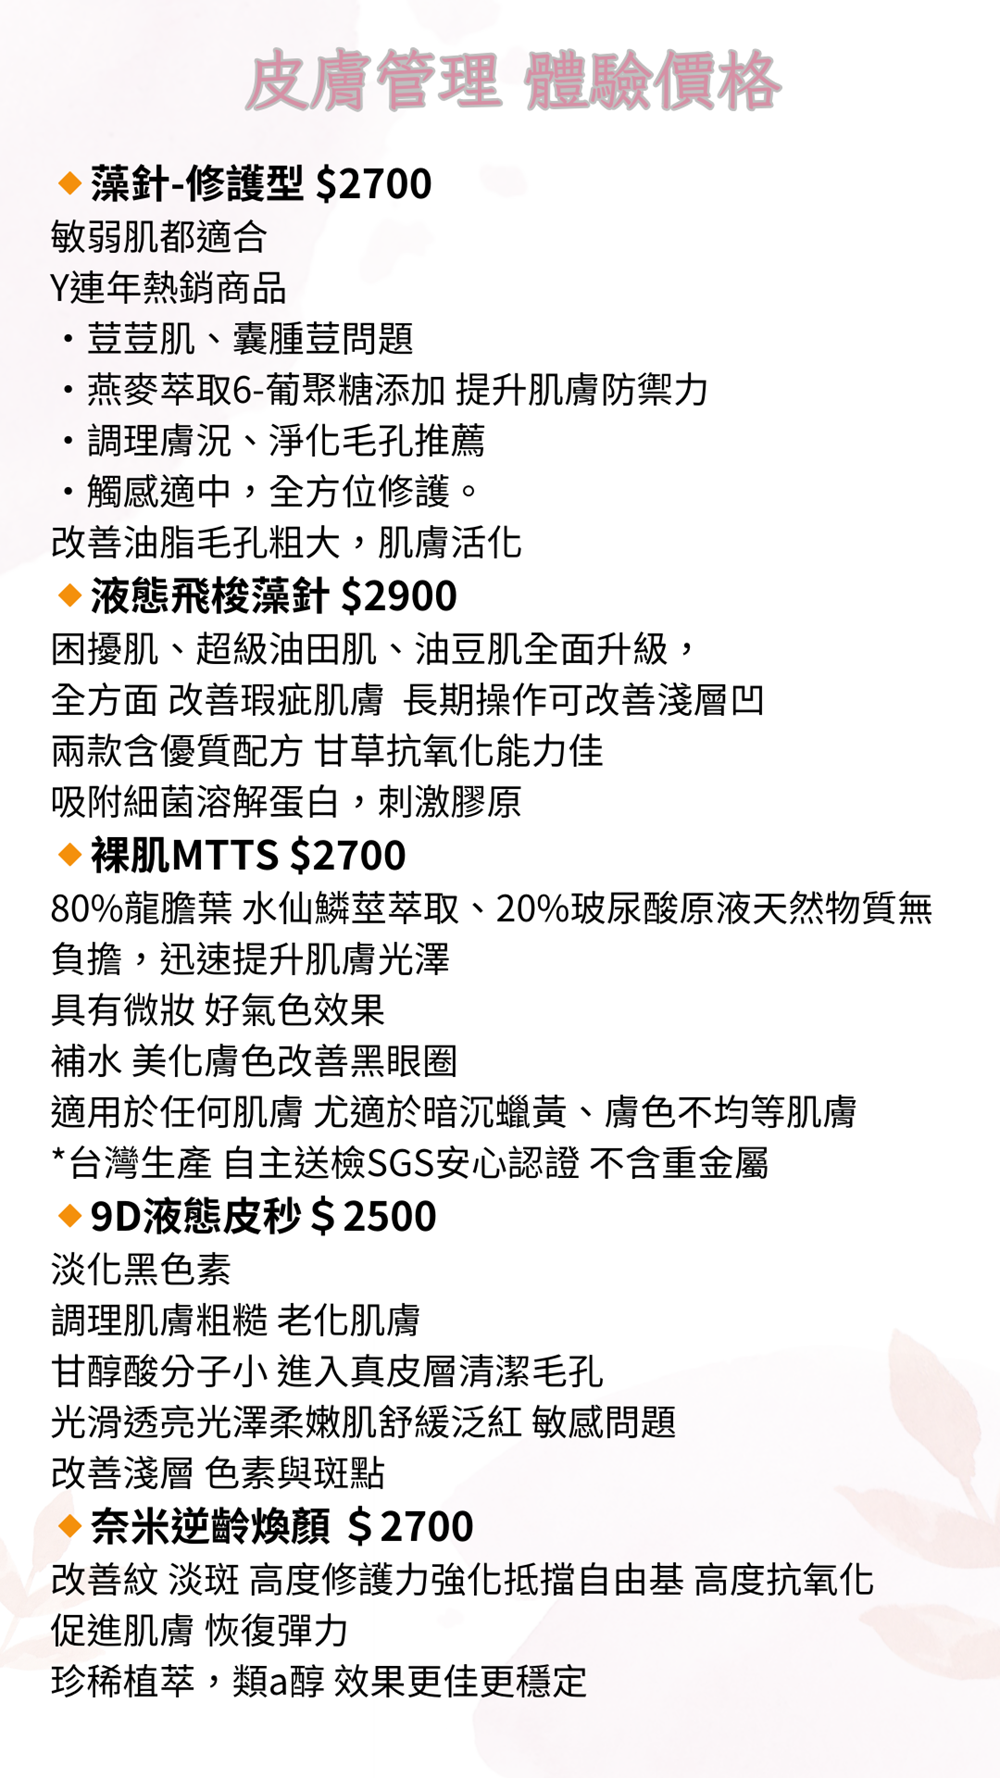 皮膚管理 體驗價格
🔸藻針-修護型 $2700
敏弱肌都適合
Y連年熱銷商品
・荳荳肌、囊腫荳問題
・燕麥萃取6-葡聚糖添加 提升肌膚防禦力
・調理膚況、淨化毛孔推薦
・觸感適中，全方位修護。
改善油脂毛孔粗大，肌膚活化
🔸液態飛梭藻針 $2900
困擾肌、超級油田肌、油豆肌全面升級，
全方面 改善瑕疵肌膚 長期操作可改善淺層凹
兩款含優質配方 甘草抗氧化能力佳
吸附細菌溶解蛋白，刺激膠原
🔸裸肌MTTS $2700
80%龍膽葉 水仙鱗莖萃取、20%玻尿酸原液天然物質無
負擔，迅速提升肌膚光澤
具有微妝 好氣色效果
補水 美化膚色改善黑眼圈
適用於任何肌膚 尤適於暗沉蠟黃、膚色不均等肌膚
*台灣生產 自主送檢SGS安心認證 不含重金屬
🔸9D液態皮秒＄2500
淡化黑色素
調理肌膚粗糙 老化肌膚
甘醇酸分子小 進入真皮層清潔毛孔
光滑透亮光澤柔嫩肌舒緩泛紅 敏感問題
改善淺層 色素與斑點
🔸奈米逆齡煥顏 ＄2700
改善紋 淡斑 高度修護力強化抵擋自由基 高度抗氧化
促進肌膚 恢復彈力
珍稀植萃，類a醇 效果更佳更穩定